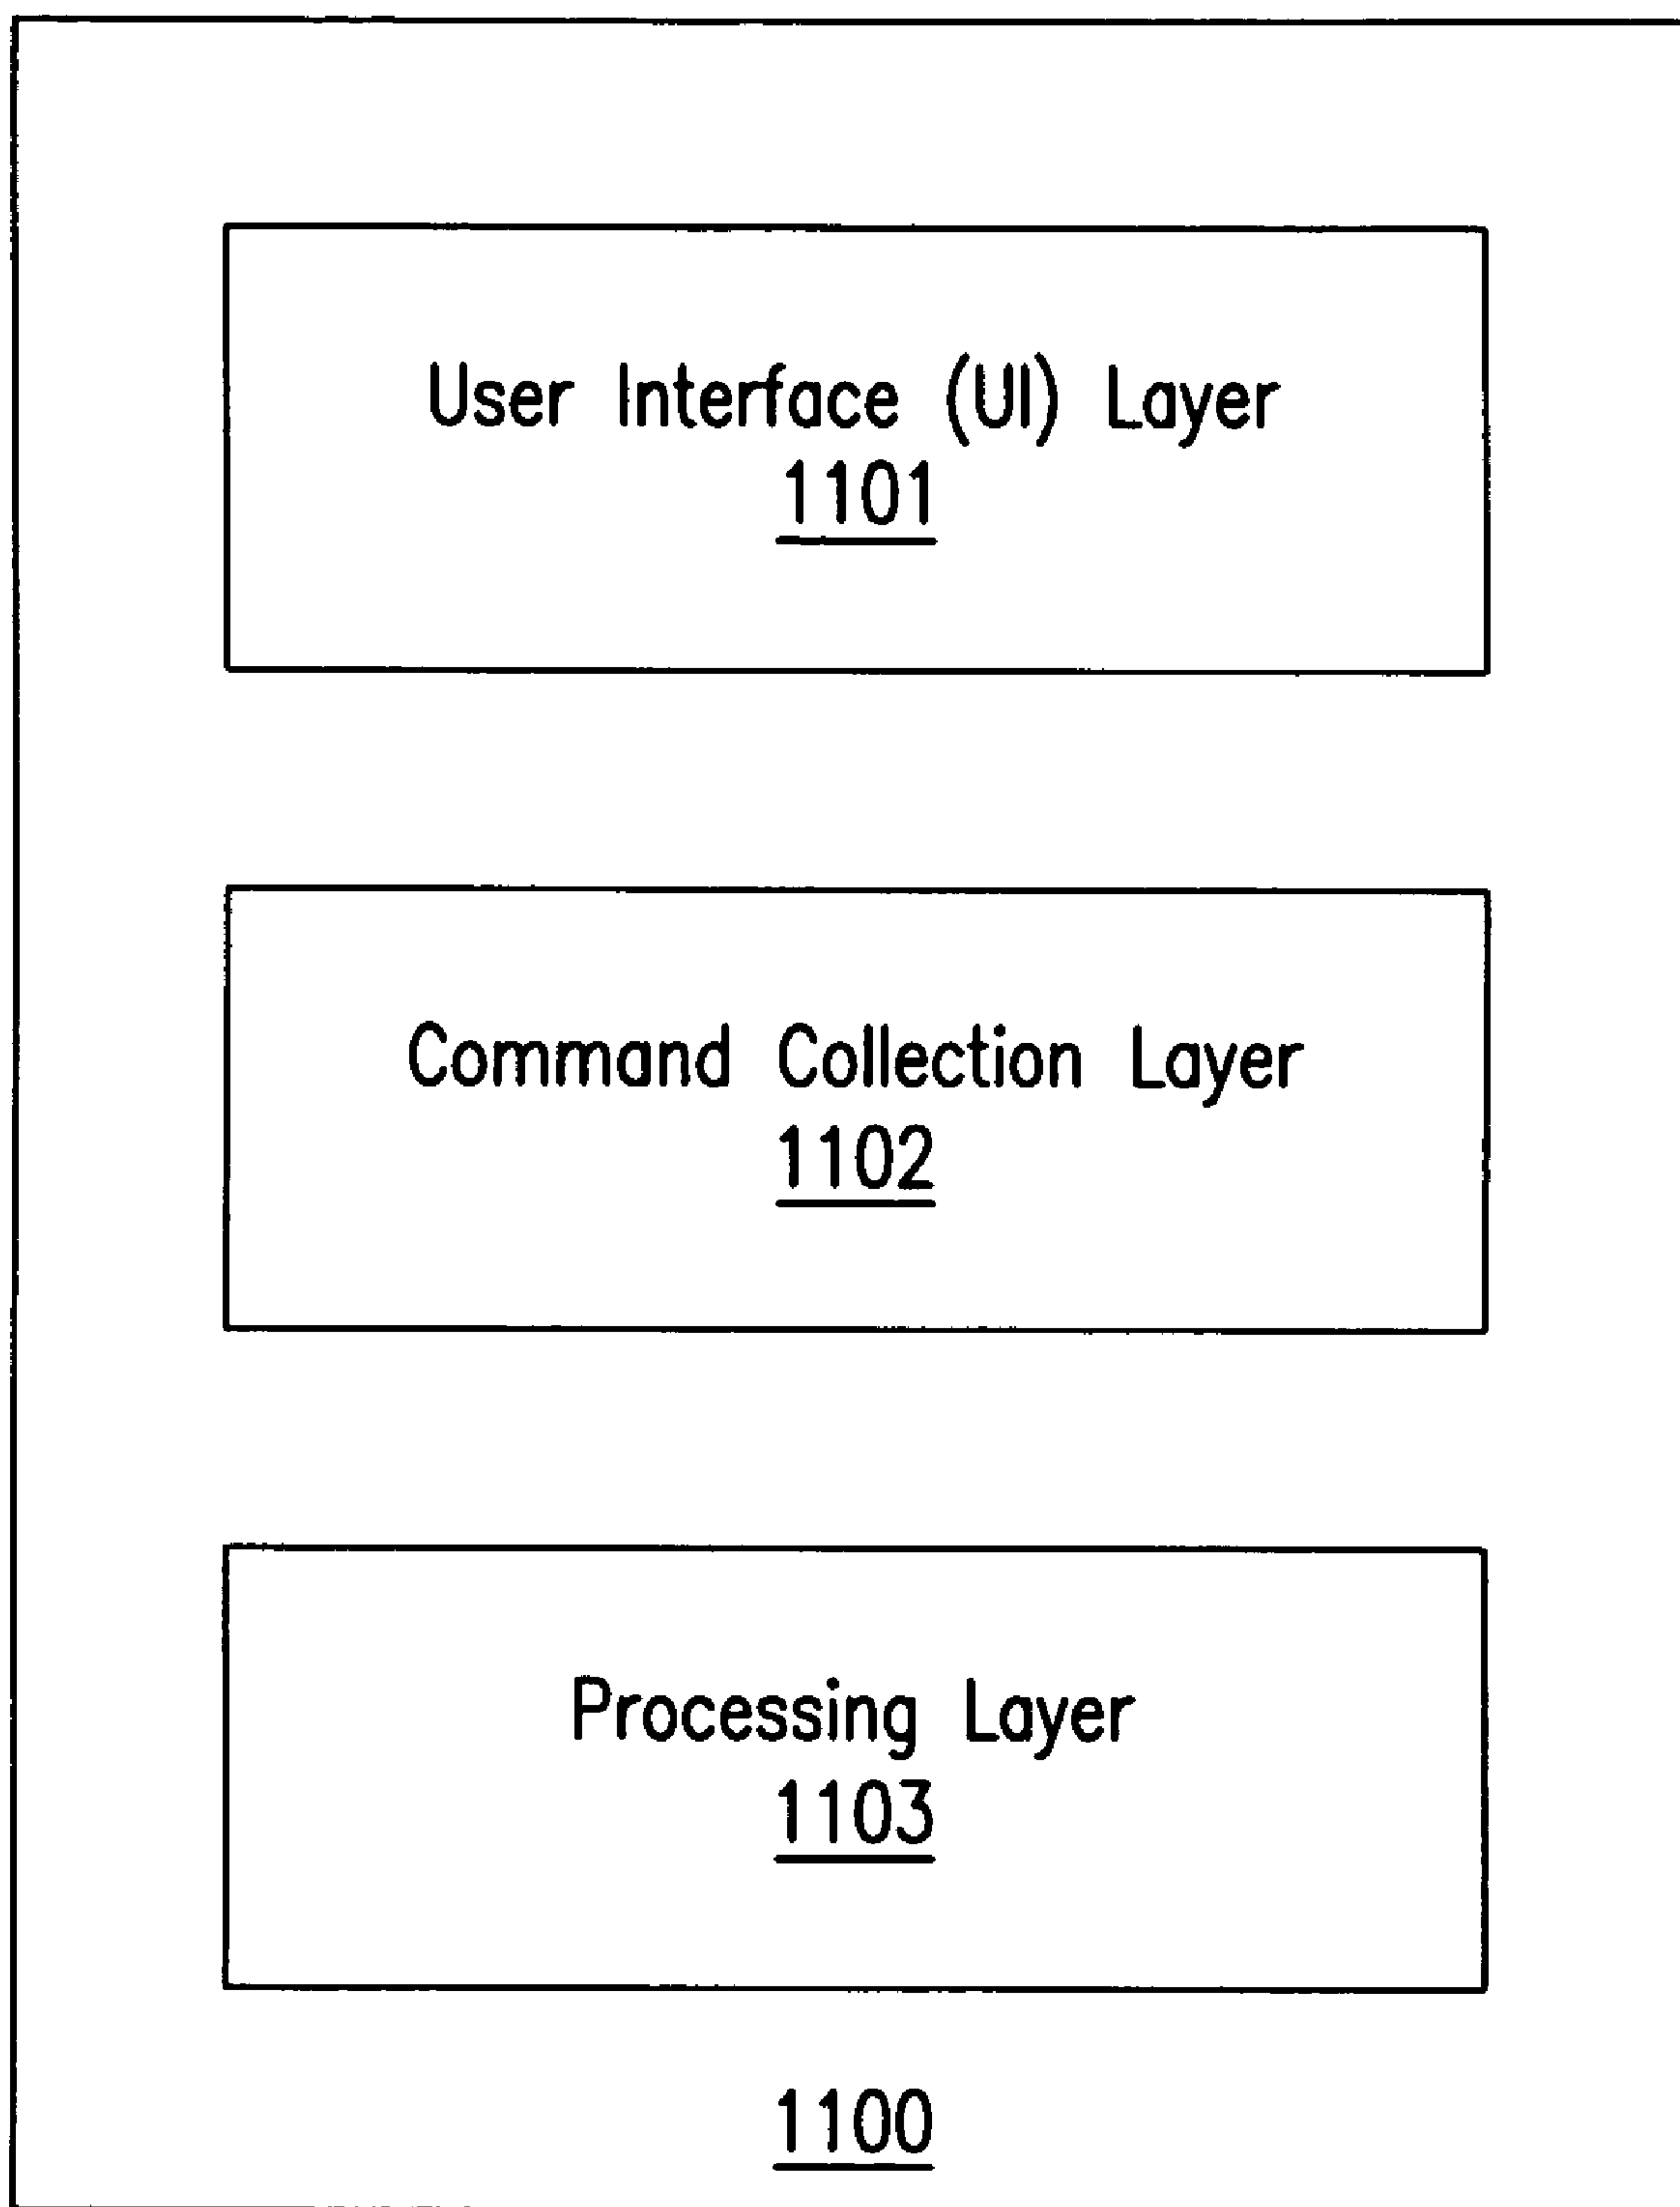 User Interface (UI) Layer
1101
Command Collection Layer
1102
Processing Layer
1103
1100